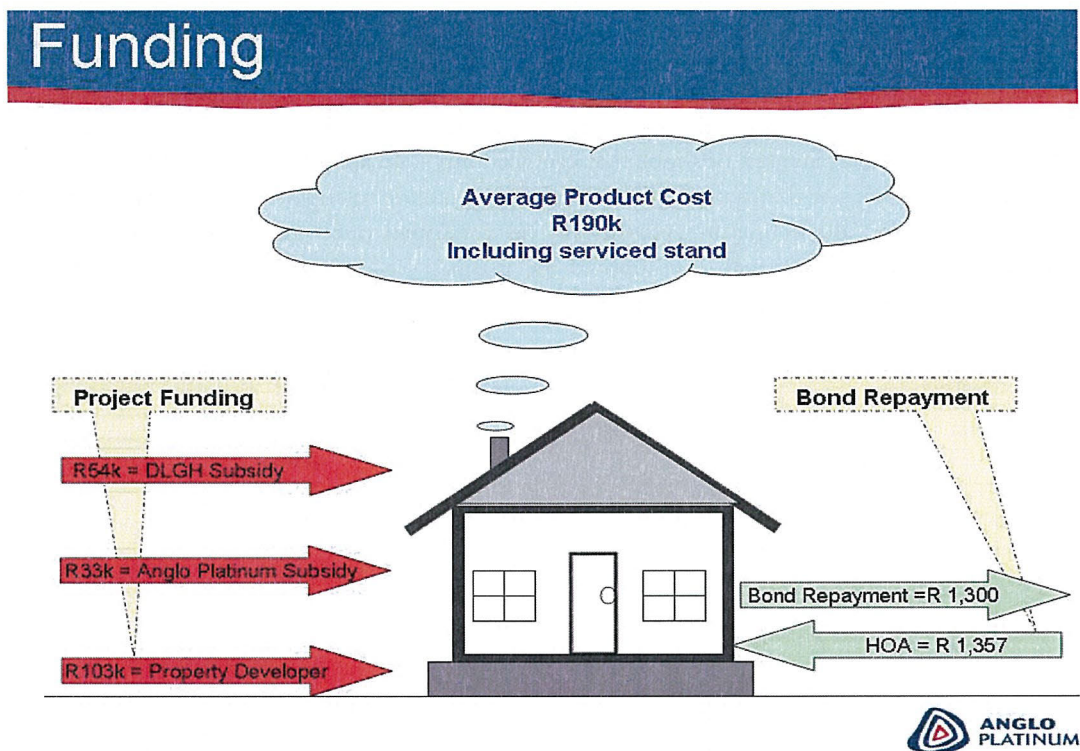 Funding
Average Product Cost
R190k
Including serviced stand
Project Funding
R54k = DLGH Subsidy
R33k = Anglo Platinum Subsidy
R103k = Property Developer
Bond Repayment
Bond Repayment =R 1,300
HOA = R 1,357
ANGLO
PLATINUM